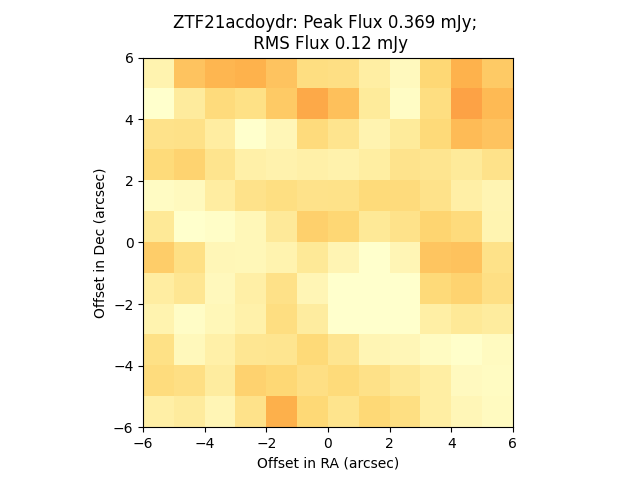 ZTF21acdoydr: Peak Flux 0.369 mJy;
RMS Flux 0.12 mJy
6
4
2
0
−2
−4
−6
Offset in Dec (arcsec)
−6 −4 −2 0 2 4 6
Offset in RA (arcsec)